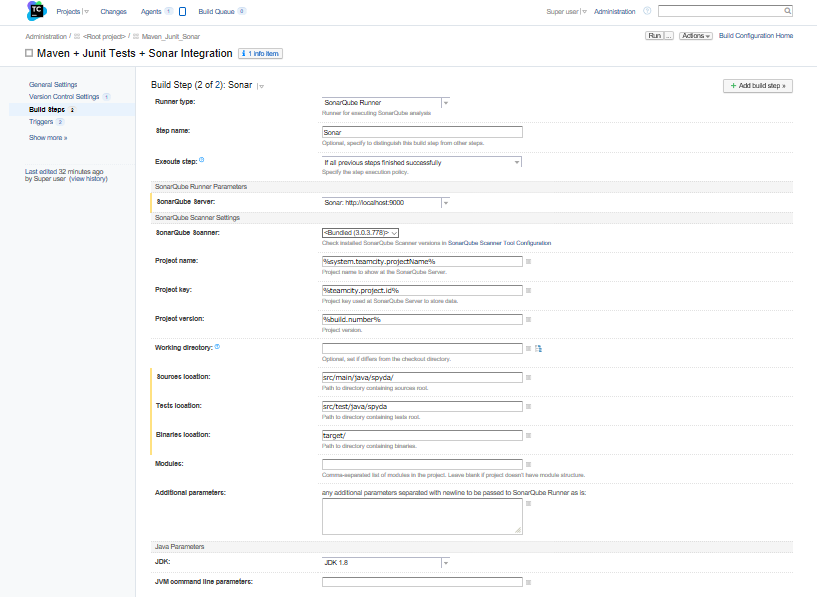 TC Projects Changes Agents 1 Build Queue 0 Super user Administration
Administration / <Root project> / Maven_Junit_Sonar Run ... Actions Build Configuration Home
Maven + Junit Tests + Sonar Integration 1 info item
General Settings
Version Control Settings 1
Build Steps 2
Triggers 3
Show more »
Last edited 32 minutes ago
by Super user (view history)
Build Step (2 of 2): Sonar + Add build step »
Runner type: SonarQube Runner
Runner for executing SonarQube analysis
Step name: Sonar
Optional, specify to distinguish this build step from other steps.
Execute step: If all previous steps finished successfully
Specify the step execution policy.
SonarQube Runner Parameters
SonarQube Server: Sonar: http://localhost:9000
SonarQube Scanner Settings
SonarQube Scanner: <Bundled (3.0.3.778)>
Check installed SonarQube Scanner versions in SonarQube Scanner Tool Configuration
Project name: %system.teamcity.projectName%
Project name to show at the SonarQube Server.
Project key: %teamcity.project.id%
Project key used at SonarQube Server to store data.
Project version: %build.number%
Project version.
Working directory:
Optional, set if differs from the checkout directory.
Sources location: src/main/java/spyda/
Path to directory containing sources root.
Tests location: src/test/java/spyda
Path to directory containing tests root.
Binaries location: target/
Path to directory containing binaries.
Modules:
Comma-separated list of modules in the project. Leave blank if project doesn't have module structure.
Additional parameters: any additional parameters separated with newline to be passed to SonarQube Runner as is:
Java Parameters
JDK: JDK 1.8
JVM command line parameters: